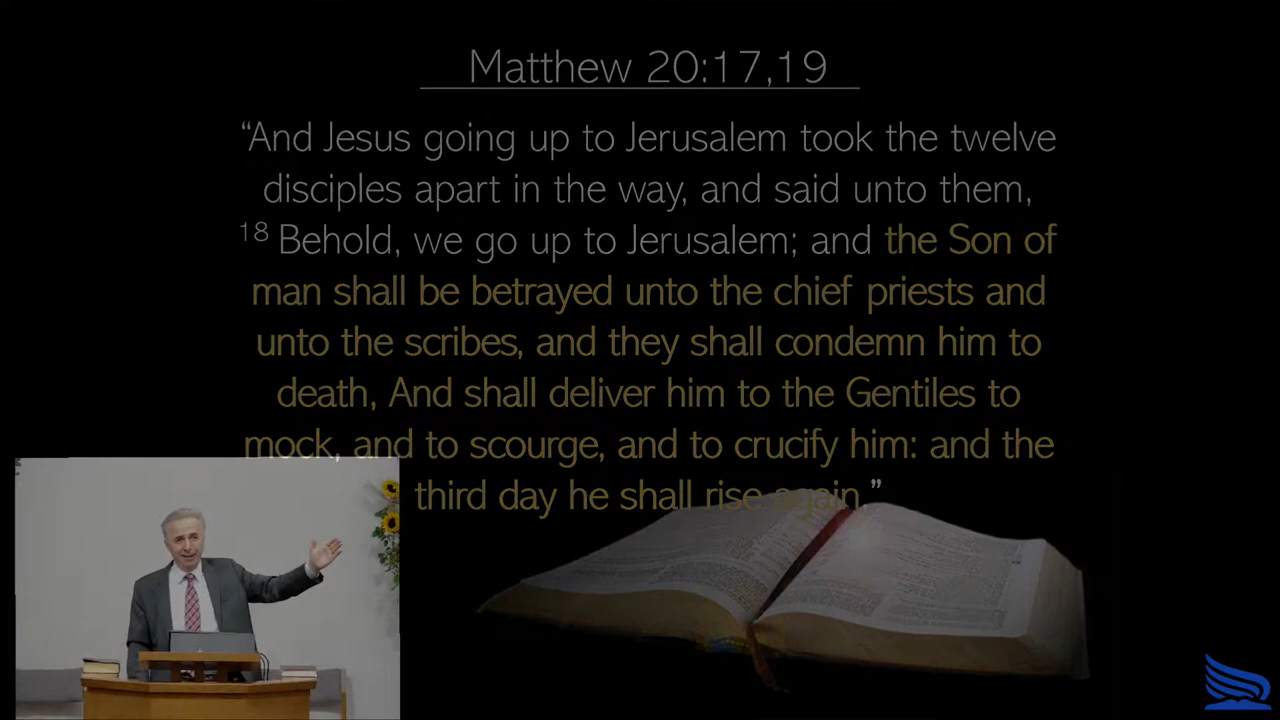 Matthew 20:17,19
“And Jesus going up to Jerusalem took the twelve
disciples apart in the way, and said unto them,
18 Behold, we go up to Jerusalem; and the Son of
man shall be betrayed unto the chief priests and
unto the scribes, and they shall condemn him to
death, And shall deliver him to the Gentiles to
mock, and to scourge, and to crucify him: and the
third day he shall rise again.”